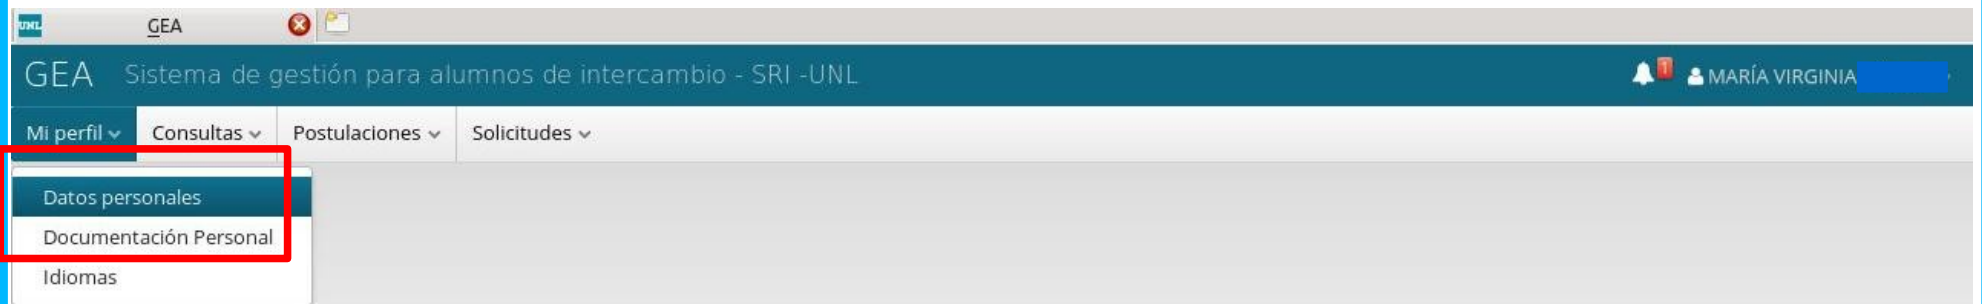 UNL GEA
GEA Sistema de gestión para alumnos de intercambio - SRI -UNL 1 MARÍA VIRGINIA
Mi perfil Consultas Postulaciones Solicitudes
Datos personales
Documentación Personal
Idiomas